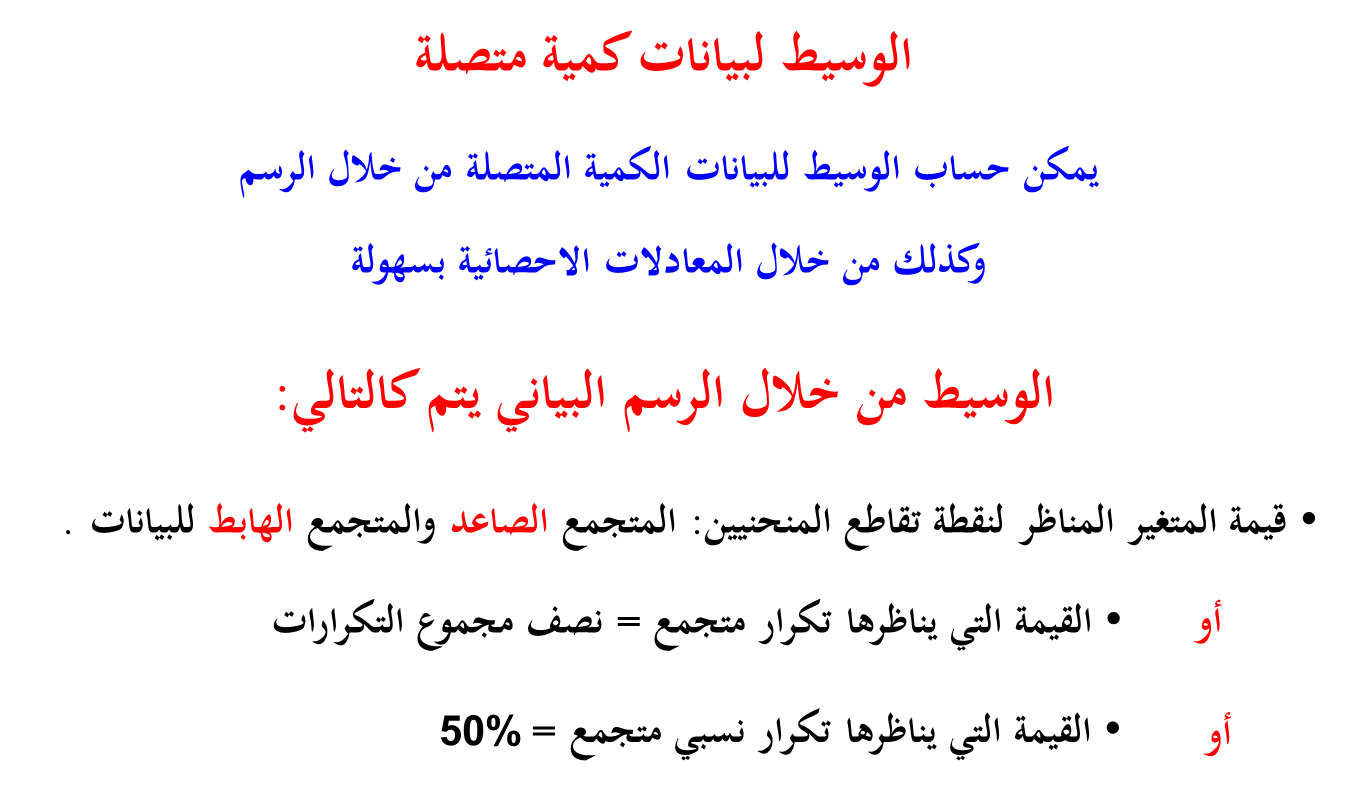 الوسيط لبيانات كمية متصلة
يمكن حساب الوسيط للبيانات الكمية المتصلة من خلال الرسم
وكذلك من خلال المعادلات الاحصائية بسهولة
الوسيط من خلال الرسم البياني يتم كالتالي:
• قيمة المتغير المناظر لنقطة تقاطع المنحنيين: المتجمع الصاعد والمتجمع الهابط للبيانات .
أو • القيمة التي يناظرها تكرار متجمع = نصف مجموع التكرارات
أو • القيمة التي يناظرها تكرار نسبي متجمع = 50%